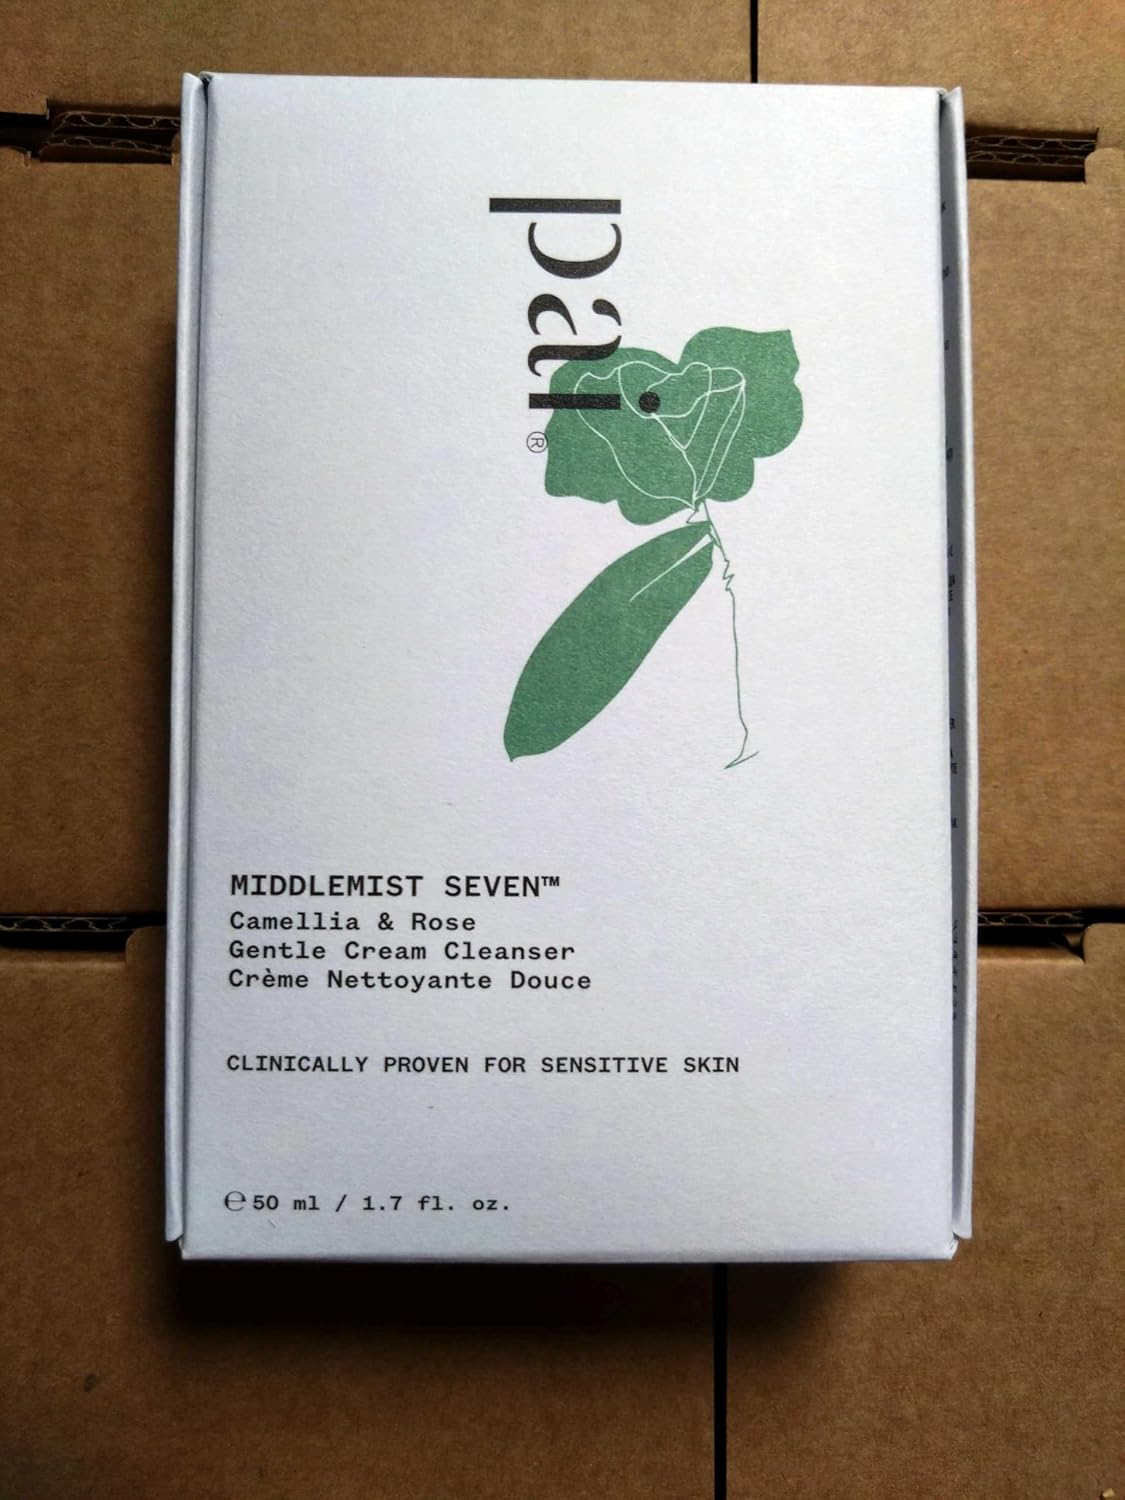 pai®
MIDDLEMIST SEVEN™
Camellia & Rose
Gentle Cream Cleanser
Crème Nettoyante Douce
CLINICALLY PROVEN FOR SENSITIVE SKIN
℮ 50 ml / 1.7 fl. oz.